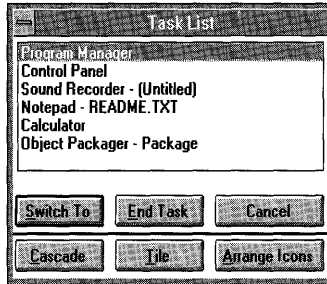 Task List
Program Manager
Control Panel
Sound Recorder - (Untitled)
Notepad - README.TXT
Calculator
Object Packager - Package
Switch To End Task Cancel
Cascade Tile Arrange Icons